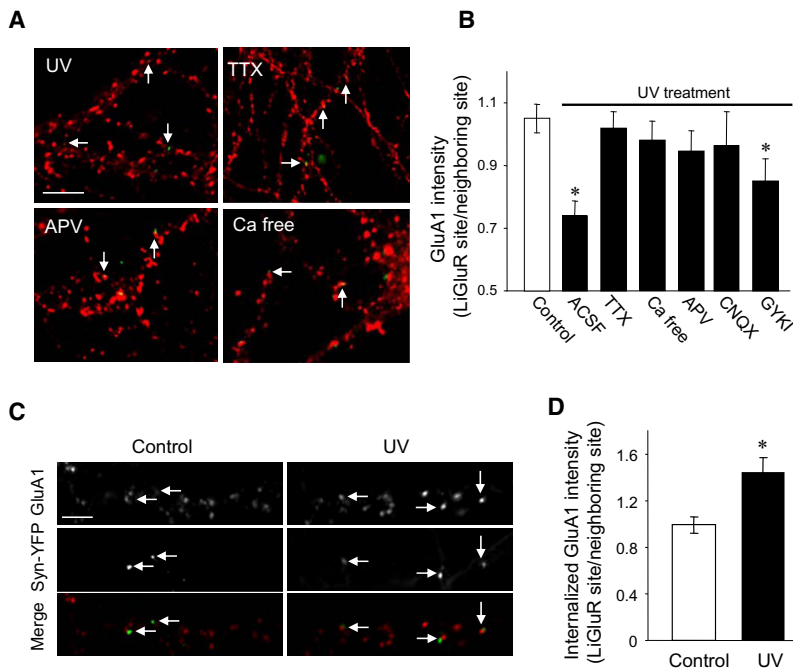 A
UV
TTX
APV
Ca free
B
UV treatment
GluA1 intensity
(LiGluR site/neighboring site)
1.1
0.9
0.7
0.5
*
*
Control
ACSF
TTX
Ca free
APV
CNQX
GYKI
C
Control
UV
GluA1
Syn-YFP
Merge
D
Internalized GluA1 intensity
(LiGluR site/neighboring site)
1.6
1.2
0.8
0.4
0
*
Control
UV